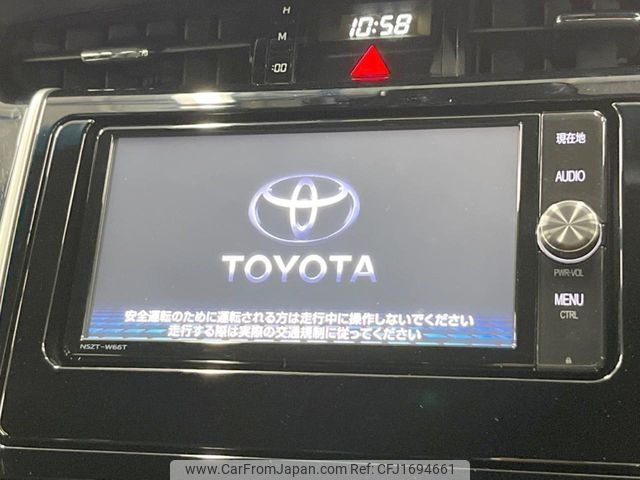 H
10:58
M
:00
現在地
AUDIO
PWR-VOL
MENU
CTRL
TOYOTA
安全運転のために運転される方は走行中に操作しないでください
走行する際は実際の交通規制に従ってください
NSZT-W66T
www.CarFromJapan.com | CFJ1694661